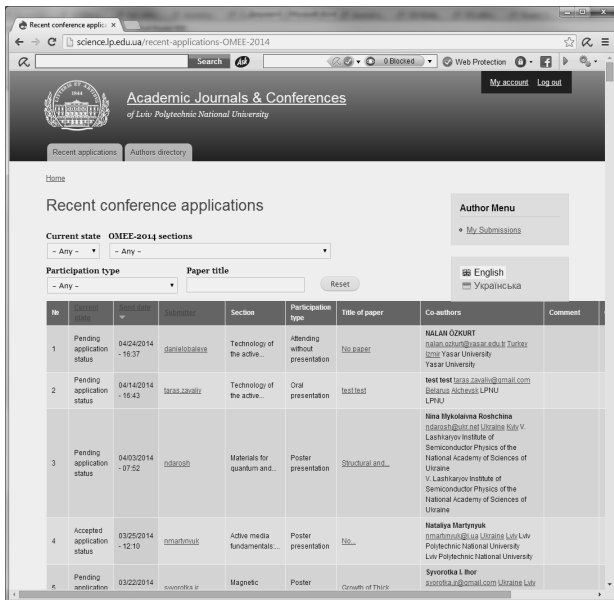 Recent conference applic
science.lp.edu.ua/recent-applications-OMEE-2014
Search
Ask
0 Blocked
Web Protection
My account Log out
Academic Journals & Conferences
of Lviv Polytechnic National University
Recent applications Authors directory
Home
Recent conference applications
Author Menu
My Submissions
English
Українська
Current state OMEE-2014 sections
- Any - - Any -
Participation type Paper title
- Any - Reset
№ Current state Send date Submitter Section Participation type Title of paper Co-authors Comment
1
Pending
application
status
04/24/2014
- 16:37
danielobaleye
Technology of
the active...
Attending
without
presentation
No paper
NALAN ÖZKURT
nalan.ozkurt@yasar.edu.tr Turkey
Izmir Yasar University
Yasar University
2
Pending
application
status
04/14/2014
- 16:43
taras.zavaliy
Technology of
the active...
Oral
presentation
test test
test test taras.zavaliy@gmail.com
Belarus Alchevsk LPNU
LPNU
3
Pending
application
status
04/03/2014
- 07:52
ndarosh
Materials for
quantum and...
Poster
presentation
Structural and...
Nina Mykolaivna Roshchina
ndarosh@ukr.net Ukraine Kyiv V.
Lashkaryov Institute of
Semiconductor Physics of the
National Academy of Sciences of
Ukraine
V. Lashkaryov Institute of
Semiconductor Physics of the
National Academy of Sciences of
Ukraine
4
Accepted
application
status
03/25/2014
- 12:10
nmartynyuk
Active media
fundamentals:...
Poster
presentation
No...
Nataliya Martynyuk
nmartynyuk@i.ua Ukraine Lviv Lviv
Polytechnic National University
Lviv Polytechnic National University
5
Pending
application
03/22/2014
svorotka.ir
Magnetic
Poster
Growth of Thick
Syvorotka I. Ihor
svorotka.ir@gmail.com Ukraine Lviv